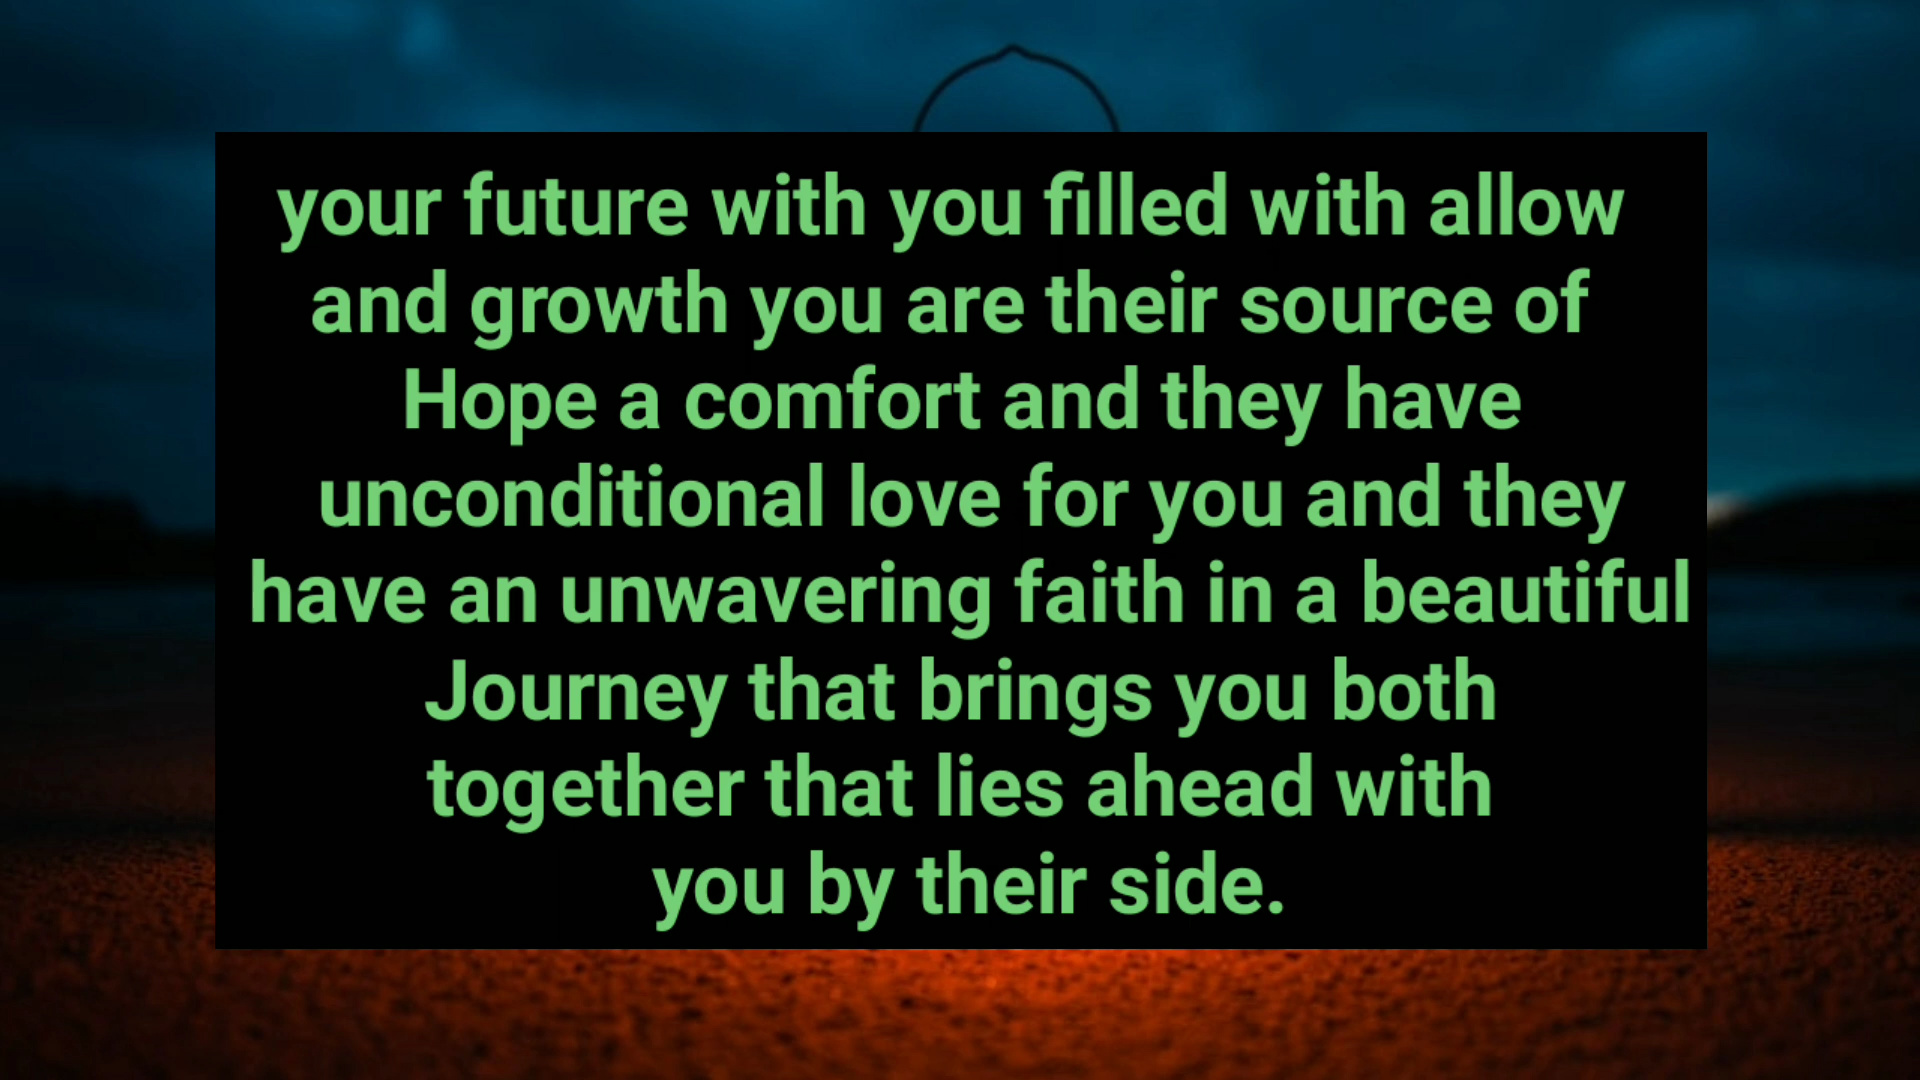 your future with you filled with allow
and growth you are their source of
Hope a comfort and they have
unconditional love for you and they
have an unwavering faith in a beautiful
Journey that brings you both
together that lies ahead with
you by their side.